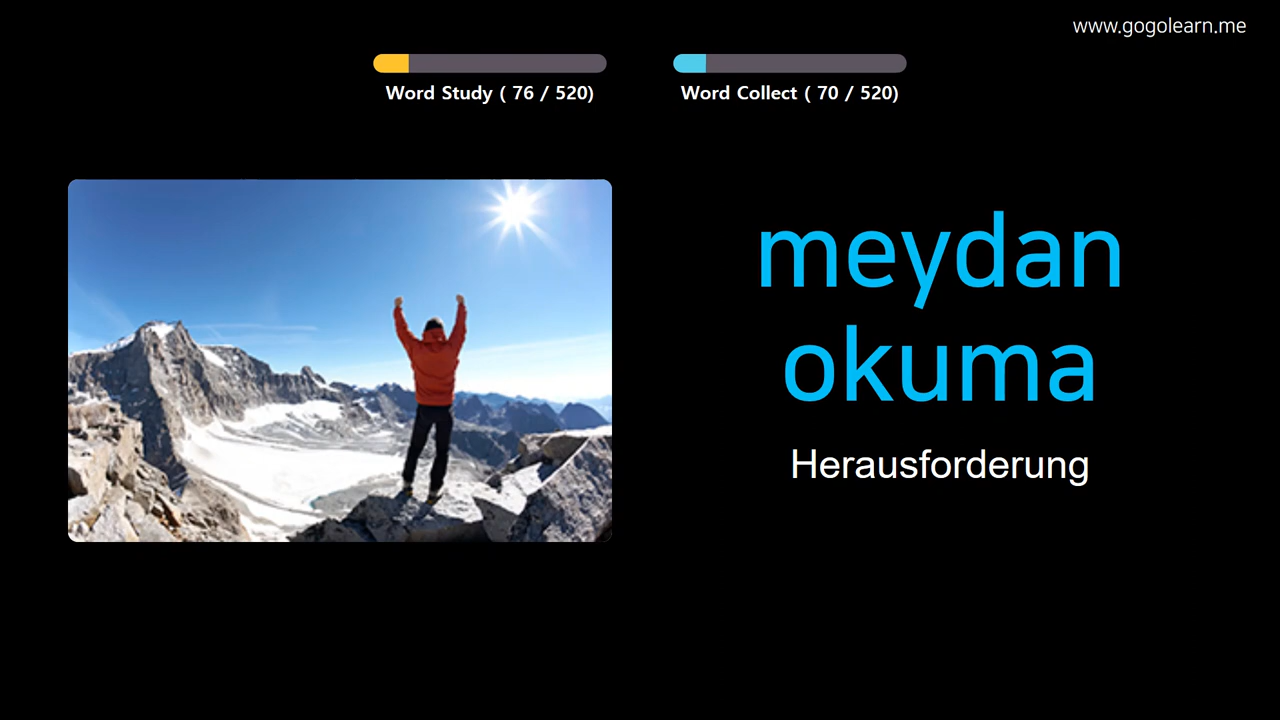 www.gogolearn.me
Word Study ( 76 / 520)
Word Collect ( 70 / 520)
meydan
okuma
Herausforderung